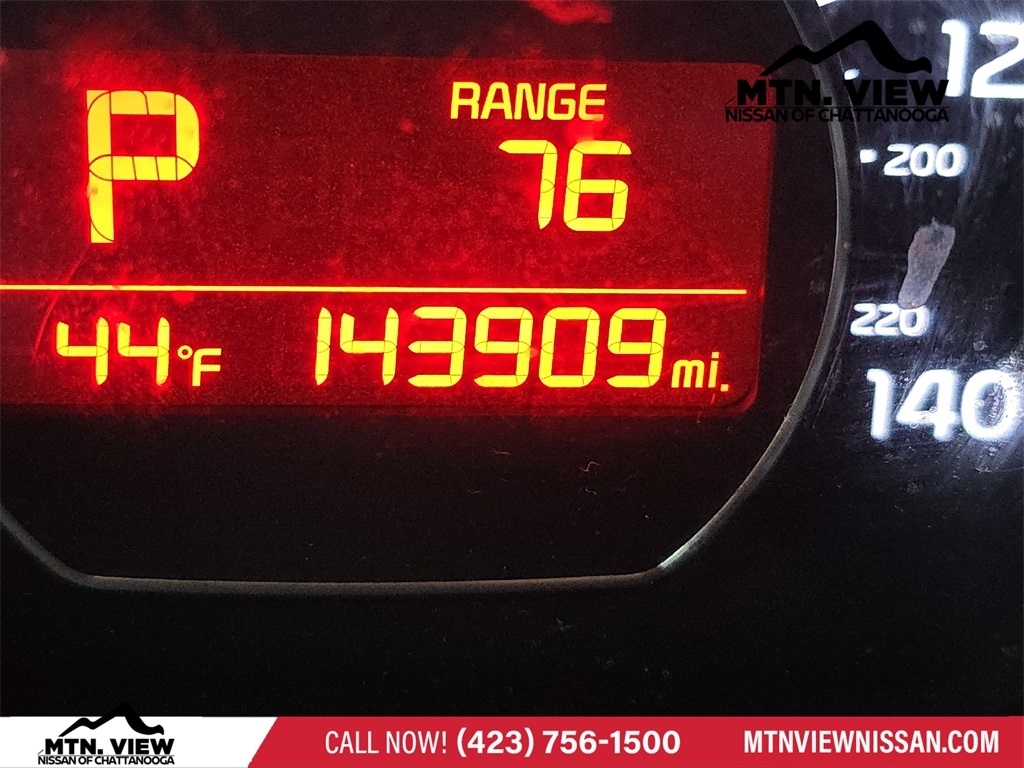 MTN. VIEW
NISSAN OF CHATTANOOGA
P
RANGE
76
44°F
143909 mi.
200
220
140
MTN. VIEW
NISSAN OF CHATTANOOGA
CALL NOW! (423) 756-1500
MTNVIEWNISSAN.COM